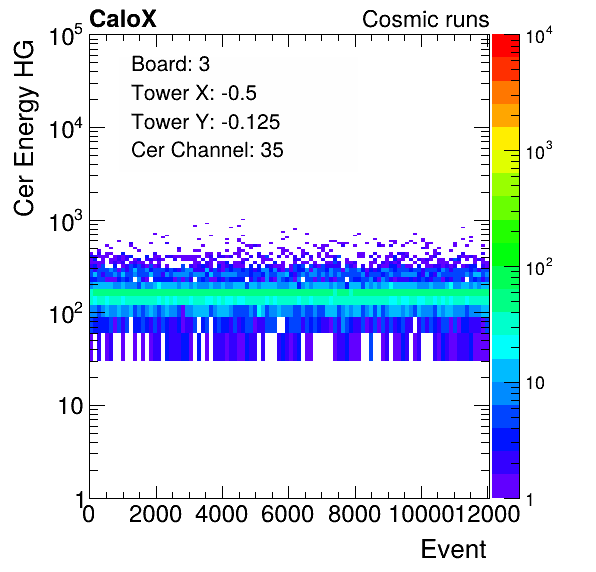 CaloX Cosmic runs
Board: 3
Tower X: -0.5
Tower Y: -0.125
Cer Channel: 35
Cer Energy HG
10^5
10^4
10^3
10^2
10
1
0 2000 4000 6000 8000 10000 12000
Event
10^4
10^3
10^2
10
1